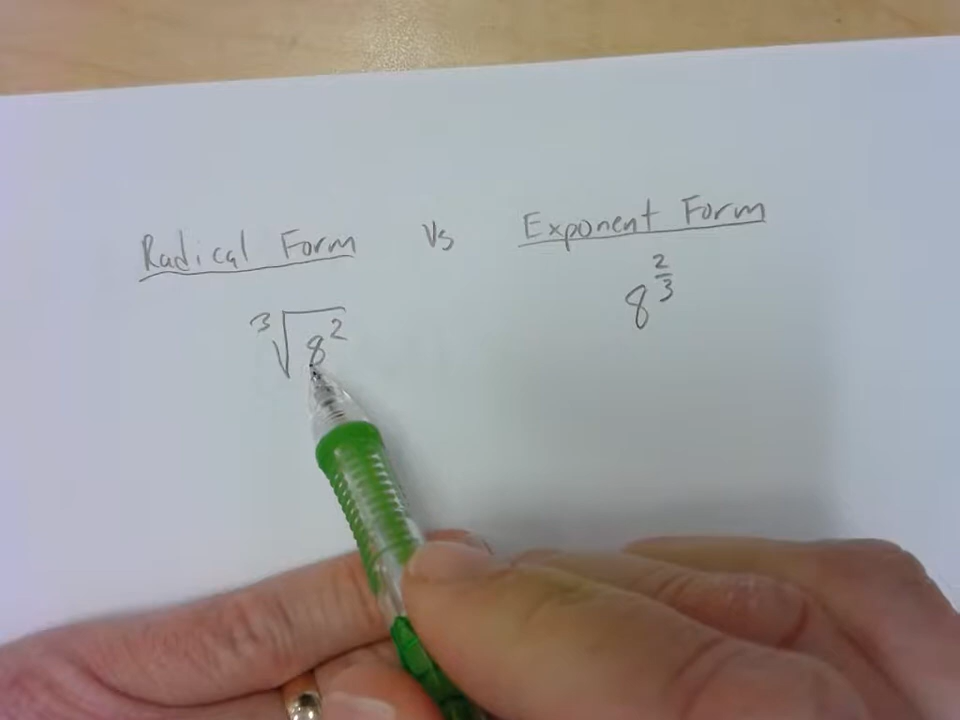 Radical Form Vs Exponent Form
∛8² 8^(2/3)